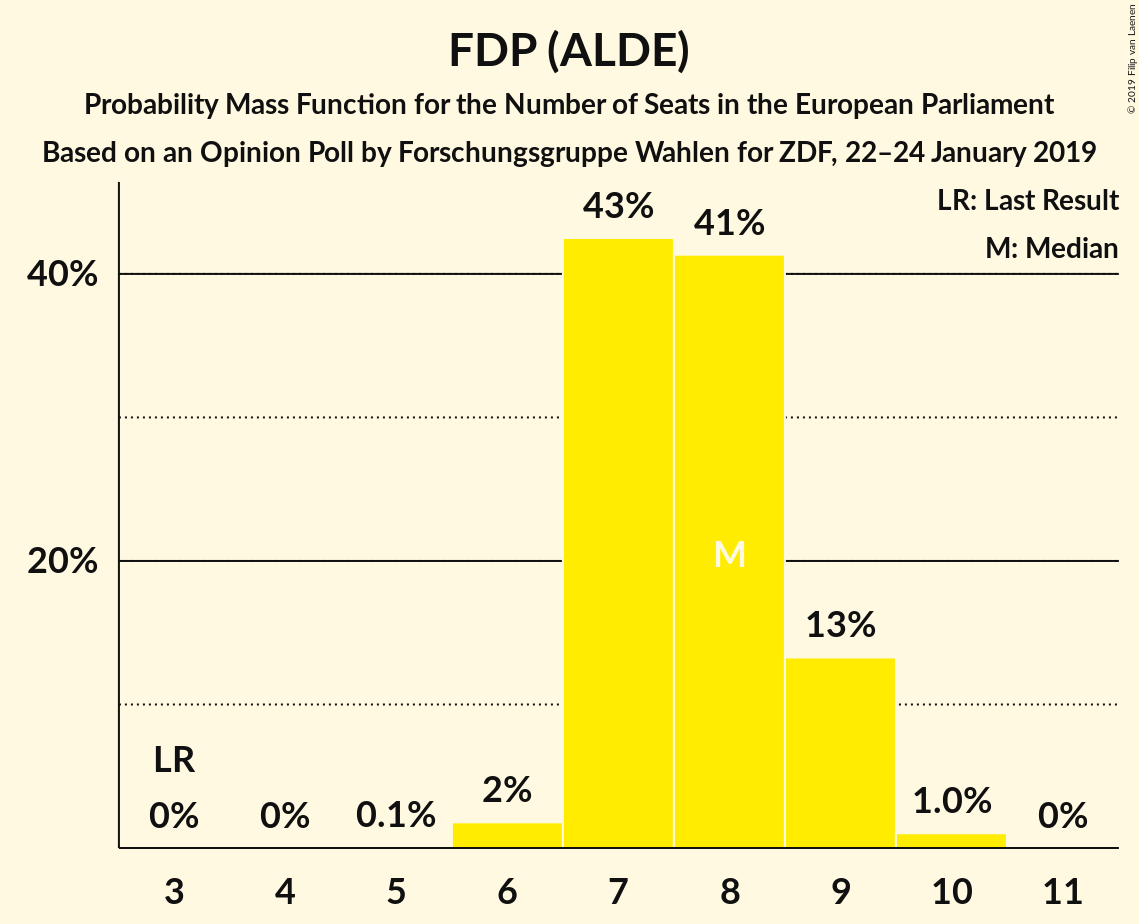 FDP (ALDE)
Probability Mass Function for the Number of Seats in the European Parliament
Based on an Opinion Poll by Forschungsgruppe Wahlen for ZDF, 22–24 January 2019
© 2019 Filip van Laenen
LR: Last Result
M: Median
43%
41%
40%
M
20%
13%
LR
0%
0%
0.1%
2%
1.0%
0%
3 4 5 6 7 8 9 10 11